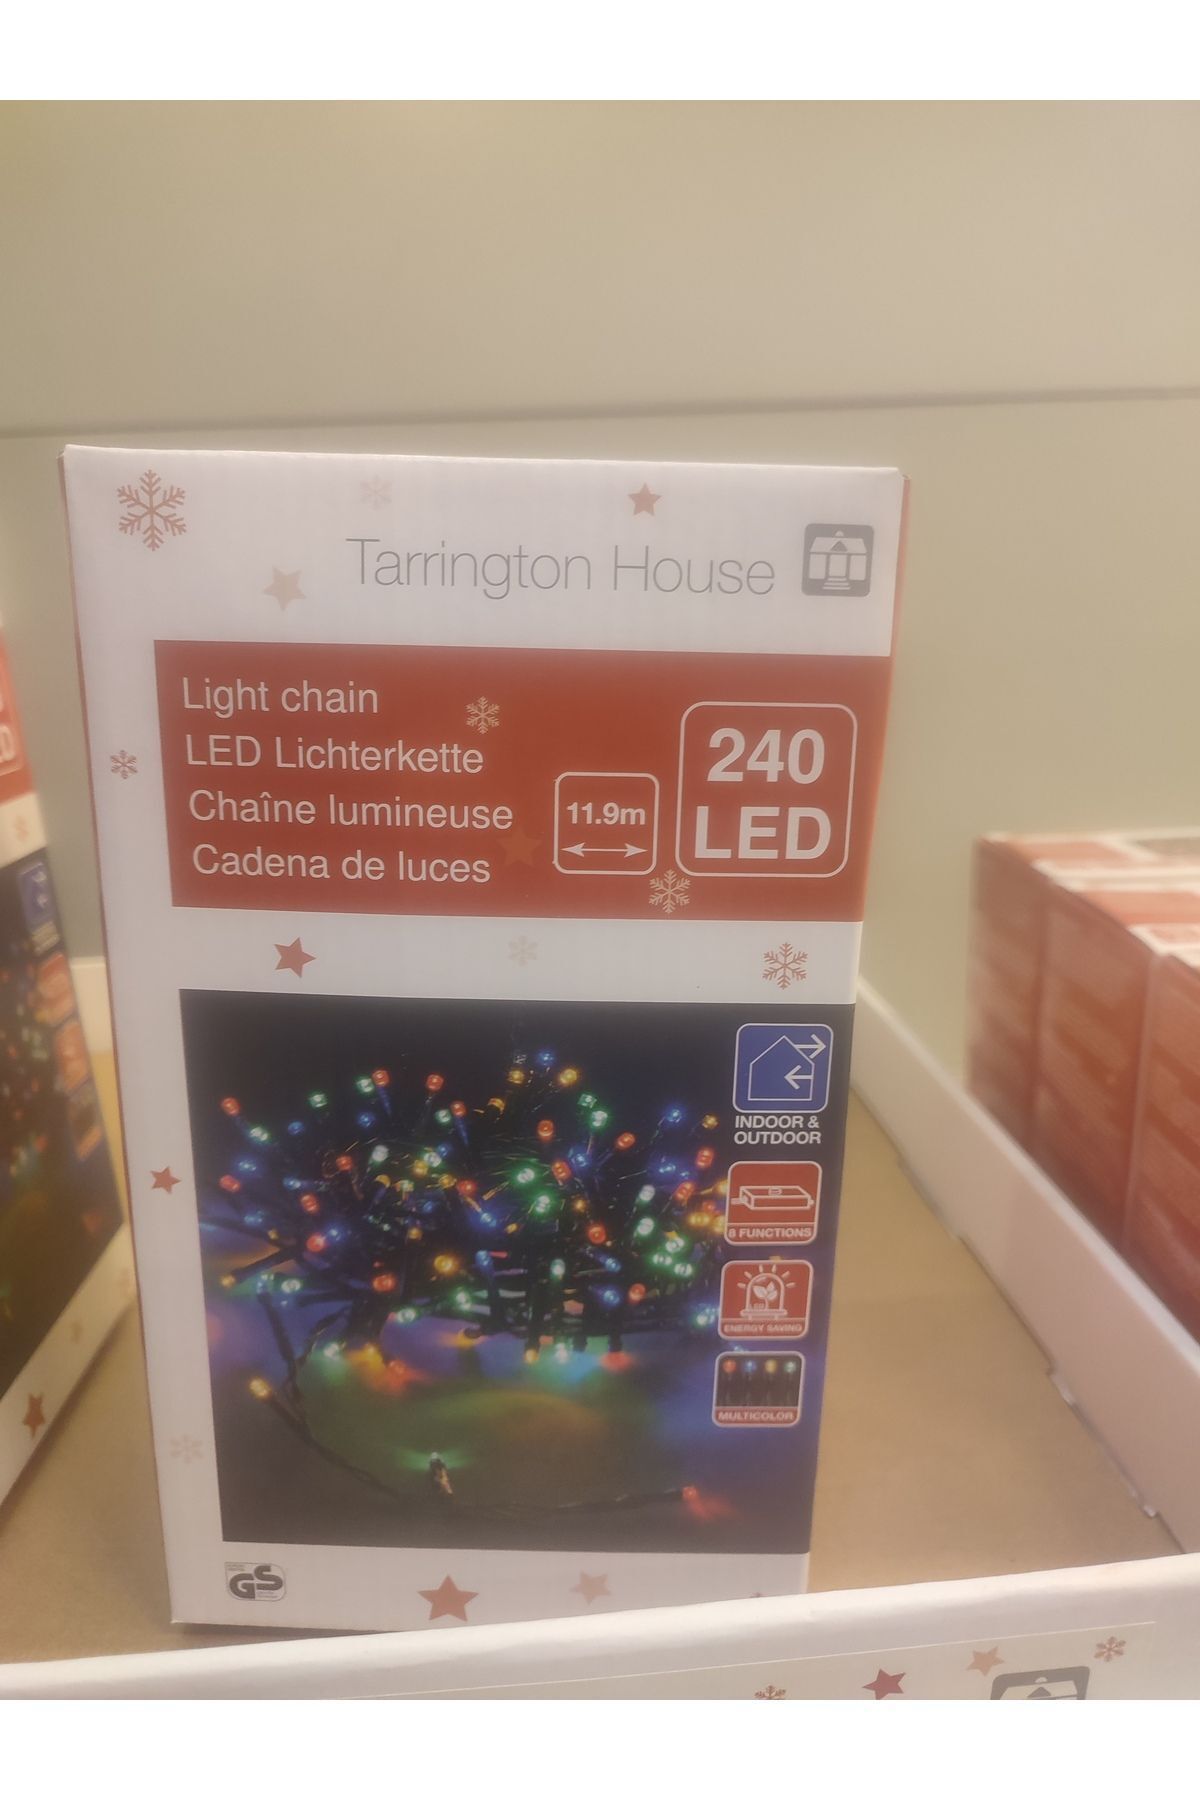 Tarrington House
Light chain
LED Lichterkette
Chaîne lumineuse
Cadena de luces
11.9m
240
LED
INDOOR &
OUTDOOR
8 FUNCTIONS
LED
ENERGY SAVING
MULTICOLOR
GS